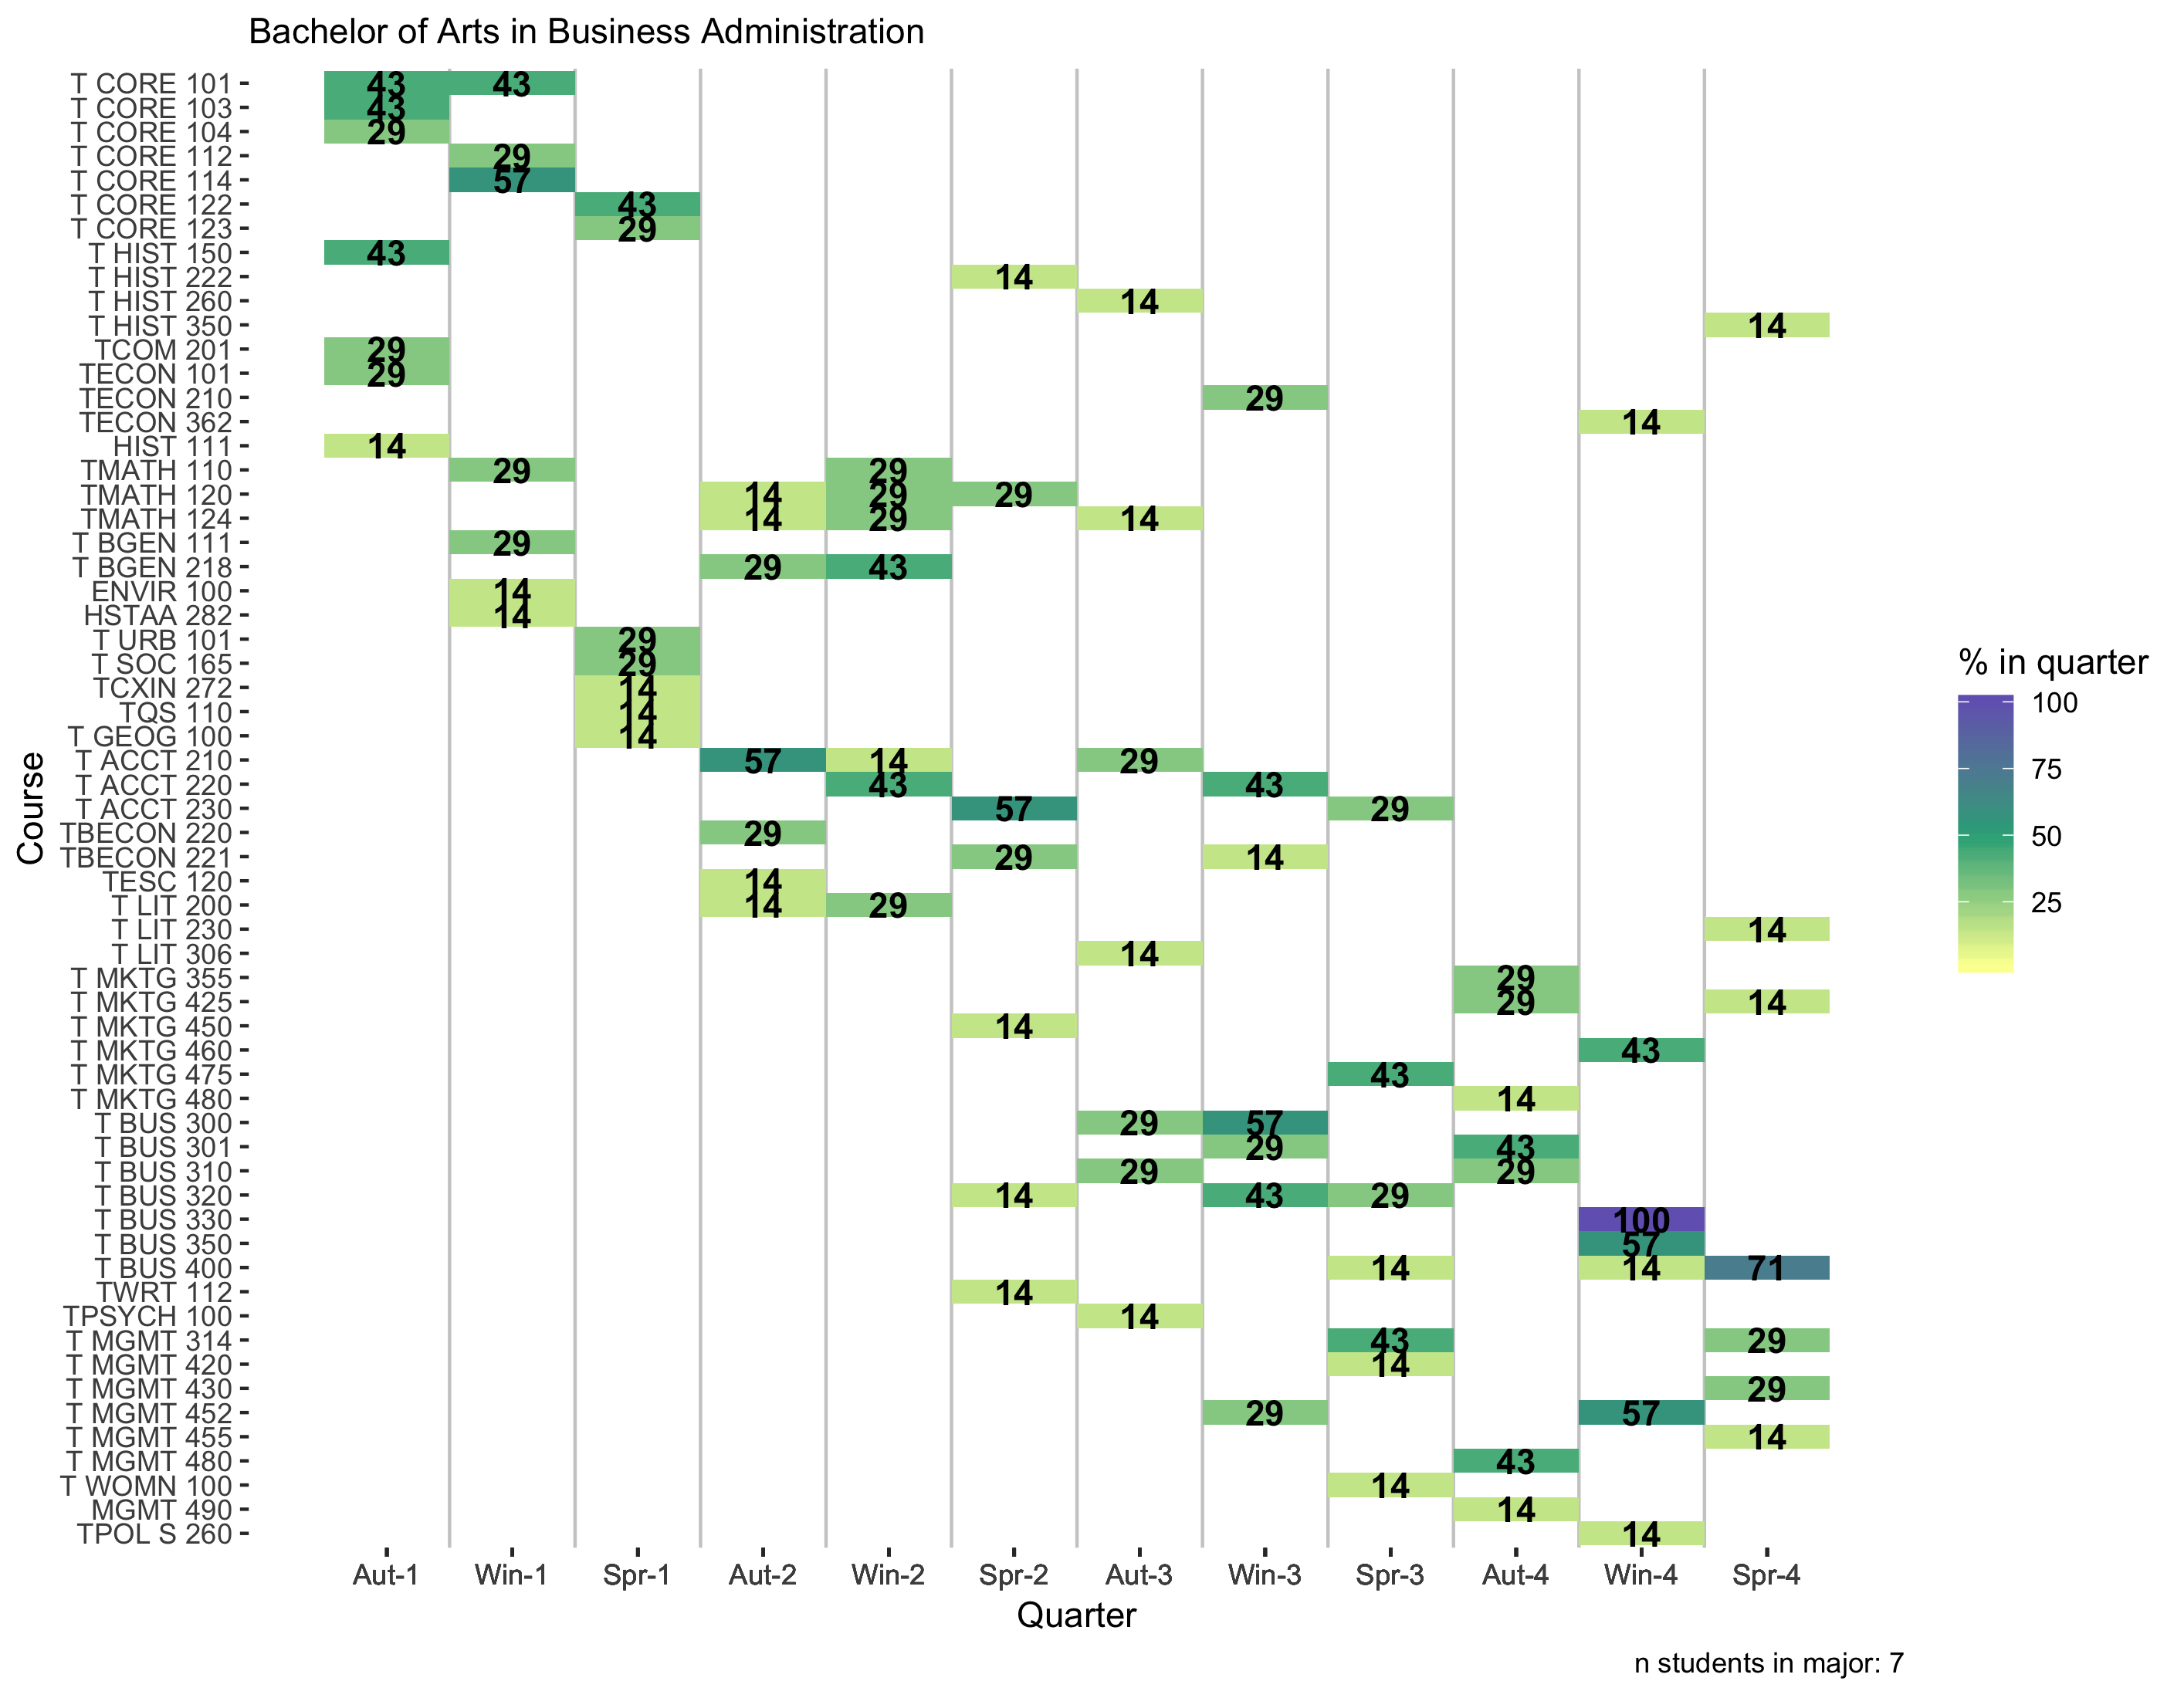 Bachelor of Arts in Business Administration
T CORE 101 43 43
T CORE 103 43
T CORE 104 29
T CORE 112 29
T CORE 114 57
T CORE 122 43
T CORE 123 29
T HIST 150 43
T HIST 222 14
T HIST 260 14
T HIST 350 14
TCOM 201 29
TECON 101 29
TECON 210 29
TECON 362 14
HIST 111 14
TMATH 110 29 29
TMATH 120 14 29 29
TMATH 124 14 29 14
T BGEN 111 29
T BGEN 218 29 43
ENVIR 100 14
HSTAA 282 14
T URB 101 29
T SOC 165 29
TCXIN 272 14
TQS 110 14
T GEOG 100 14
T ACCT 210 57 14 29
T ACCT 220 43 43
T ACCT 230 57 29
TBECON 220 29
TBECON 221 29 14
TESC 120 14
T LIT 200 14 29
T LIT 230 14
T LIT 306 14
T MKTG 355 29
T MKTG 425 29 14
T MKTG 450 14
T MKTG 460 43
T MKTG 475 43
T MKTG 480 14
T BUS 300 29 57
T BUS 301 29 43
T BUS 310 29 29
T BUS 320 14 43 29
T BUS 330 100
T BUS 350 57
T BUS 400 14 14 71
TWRT 112 14
TPSYCH 100 14
T MGMT 314 43 29
T MGMT 420 14
T MGMT 430 29
T MGMT 452 29 57
T MGMT 455 14
T MGMT 480 43
T WOMN 100 14
MGMT 490 14
TPOL S 260 14
Course
Aut-1 Win-1 Spr-1 Aut-2 Win-2 Spr-2 Aut-3 Win-3 Spr-3 Aut-4 Win-4 Spr-4
Quarter
% in quarter
100
75
50
25
n students in major: 7